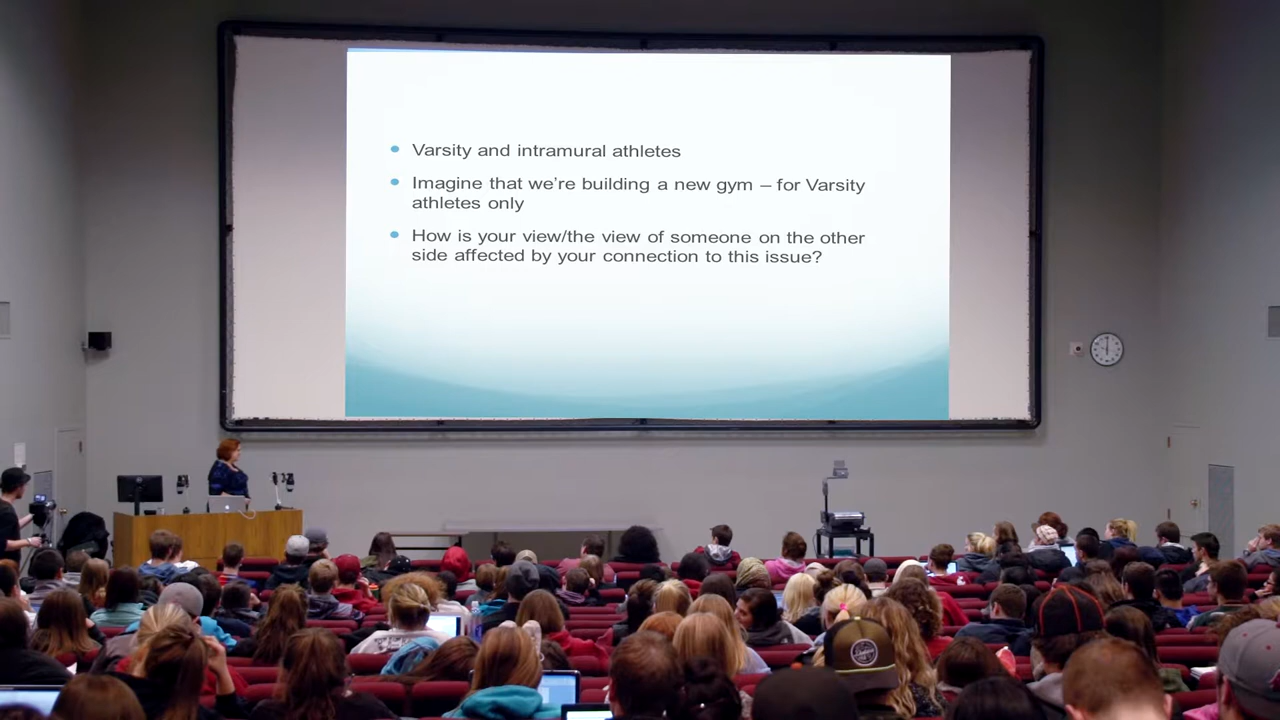 Varsity and intramural athletes
Imagine that we're building a new gym – for Varsity
athletes only
How is your view/the view of someone on the other
side affected by your connection to this issue?